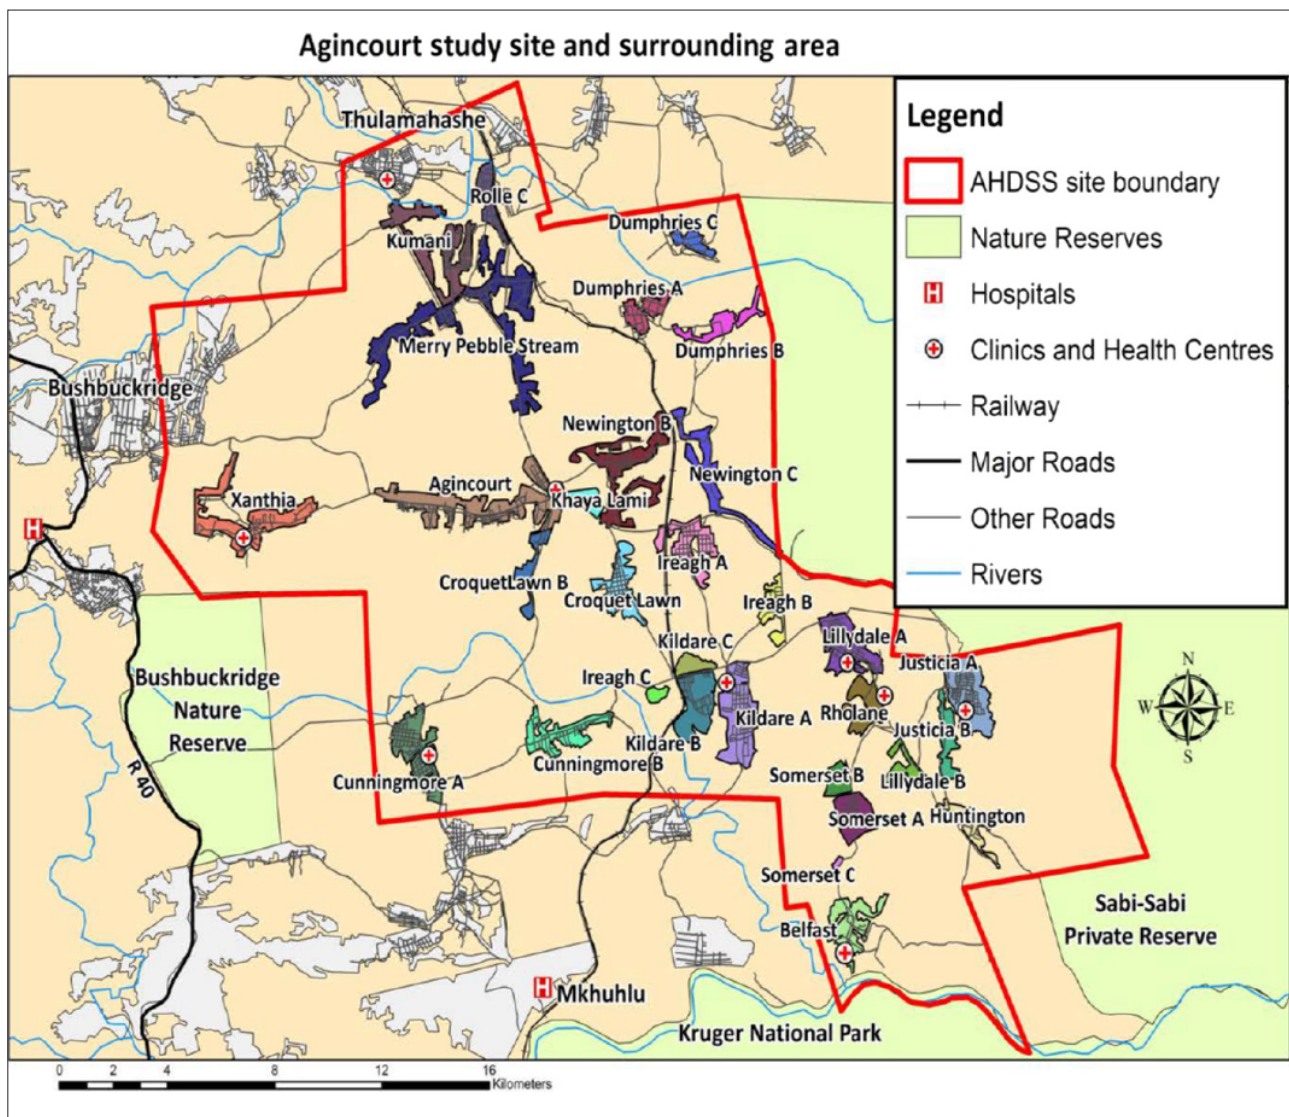 Agincourt study site and surrounding area
Legend
AHDSS site boundary
Nature Reserves
H Hospitals
Clinics and Health Centres
Railway
Major Roads
Other Roads
Rivers
Thulamahashe
Rolle C
Kumani
Dumphries C
Dumphries A
Merry Pebble Stream
Dumphries B
Bushbuckridge
Newington B
Newington C
Agincourt
Xanthia
Khaya Lami
H
Ireagh A
CroquetLawn B
Croquet Lawn
Ireagh B
Kildare C
Lillydale A
Justicia A
Ireagh C
Bushbuckridge
Nature
Reserve
N
W E
S
Rholane
Kildare A
Justicia B
Kildare B
Cunningmore B
Cunningmore A
Somerset B
Lillydale B
R 40
Somerset A
Huntington
Somerset C
Belfast
Sabi-Sabi
Private Reserve
H Mkhuhlu
Kruger National Park
0 2 4 8 12 16
Kilometers